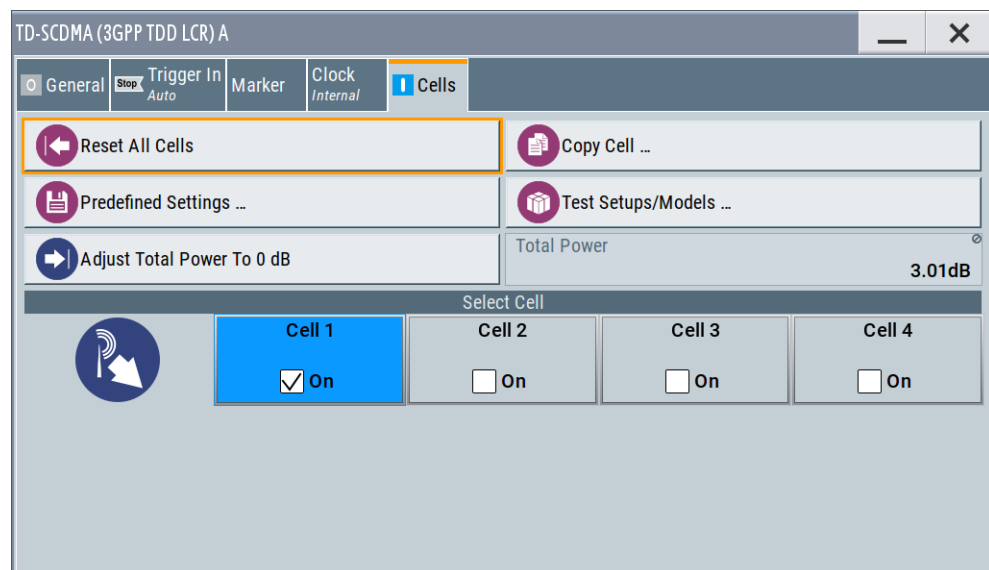 TD-SCDMA (3GPP TDD LCR) A
O General Stop Trigger In Auto Marker Clock Internal Cells
Reset All Cells
Copy Cell ...
Predefined Settings ...
Test Setups/Models ...
Adjust Total Power To 0 dB
Total Power
3.01dB
Select Cell
Cell 1 Cell 2 Cell 3 Cell 4
On On On On